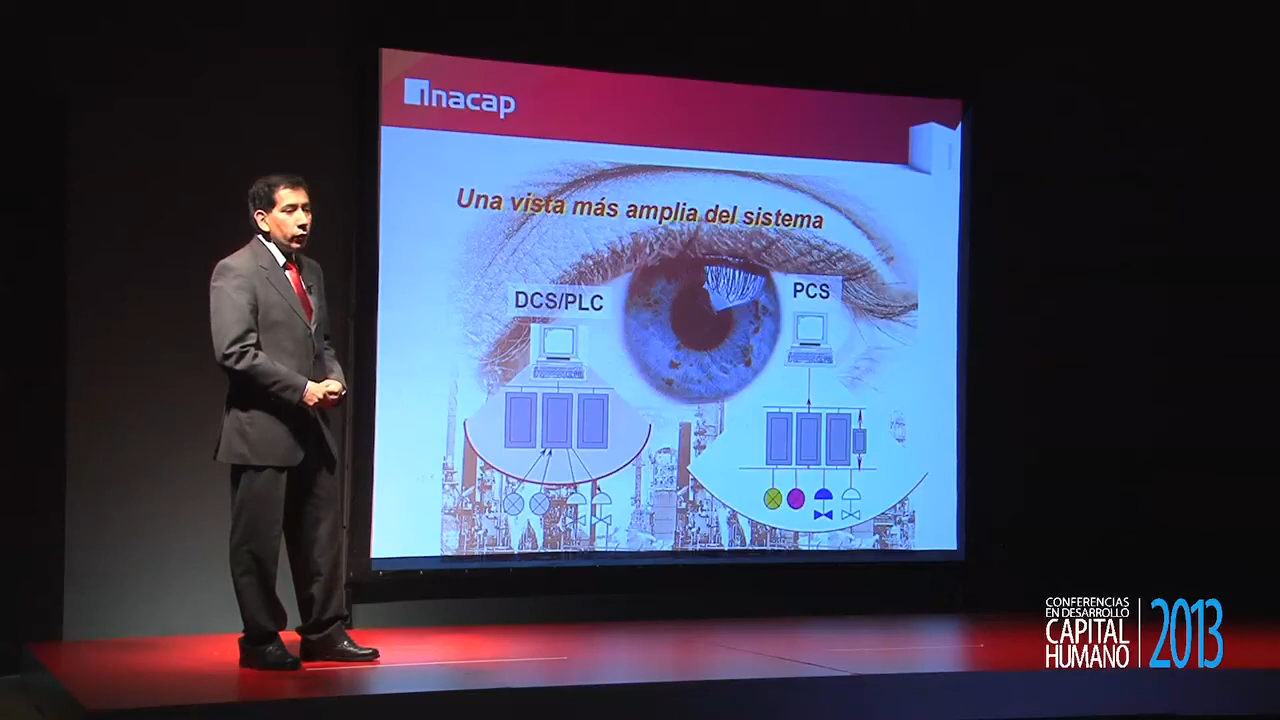 Inacap
Una vista más amplia del sistema
DCS/PLC
PCS
CONFERENCIAS
EN DESARROLLO
CAPITAL
HUMANO
2013